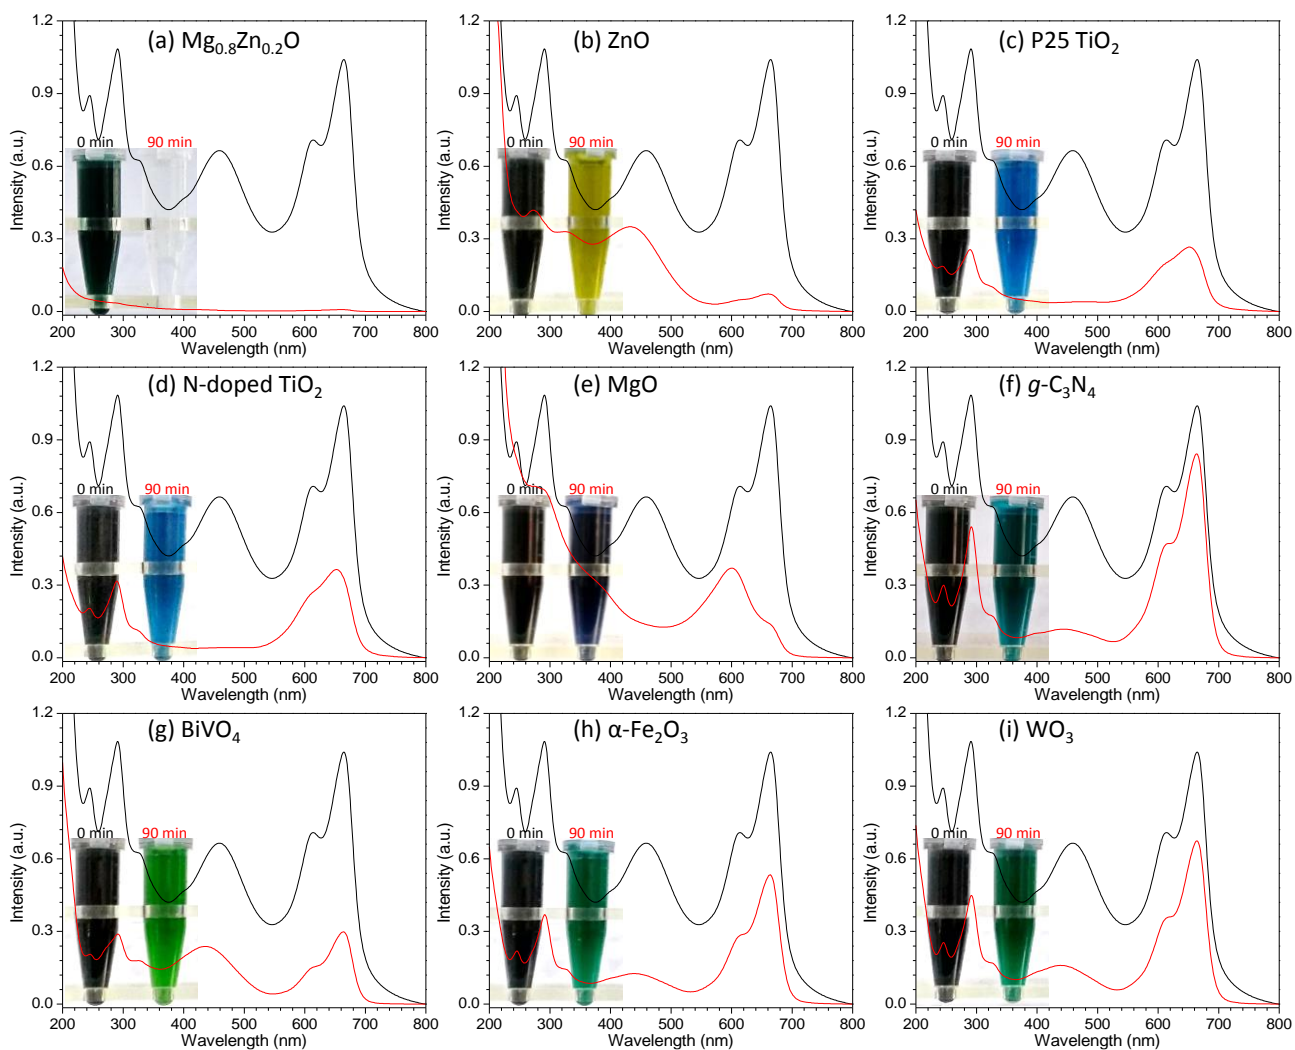 (a) Mg0.8Zn0.2O
1.2
0.9
0.6
0.3
0.0
Intensity (a.u.)
0 min
90 min
200 300 400 500 600 700 800
Wavelength (nm)
(b) ZnO
1.2
0.9
0.6
0.3
0.0
Intensity (a.u.)
0 min
90 min
200 300 400 500 600 700 800
Wavelength (nm)
(c) P25 TiO2
1.2
0.9
0.6
0.3
0.0
Intensity (a.u.)
0 min
90 min
200 300 400 500 600 700 800
Wavelength (nm)
(d) N-doped TiO2
1.2
0.9
0.6
0.3
0.0
Intensity (a.u.)
0 min
90 min
200 300 400 500 600 700 800
Wavelength (nm)
(e) MgO
1.2
0.9
0.6
0.3
0.0
Intensity (a.u.)
0 min
90 min
200 300 400 500 600 700 800
Wavelength (nm)
(f) g-C3N4
1.2
0.9
0.6
0.3
0.0
Intensity (a.u.)
0 min
90 min
200 300 400 500 600 700 800
Wavelength (nm)
(g) BiVO4
1.2
0.9
0.6
0.3
0.0
Intensity (a.u.)
0 min
90 min
200 300 400 500 600 700 800
Wavelength (nm)
(h) α-Fe2O3
1.2
0.9
0.6
0.3
0.0
Intensity (a.u.)
0 min
90 min
200 300 400 500 600 700 800
Wavelength (nm)
(i) WO3
1.2
0.9
0.6
0.3
0.0
Intensity (a.u.)
0 min
90 min
200 300 400 500 600 700 800
Wavelength (nm)